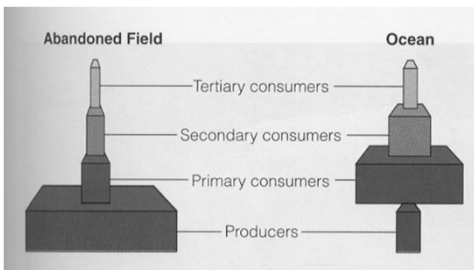 Abandoned Field
Ocean
Tertiary consumers
Secondary consumers
Primary consumers
Producers